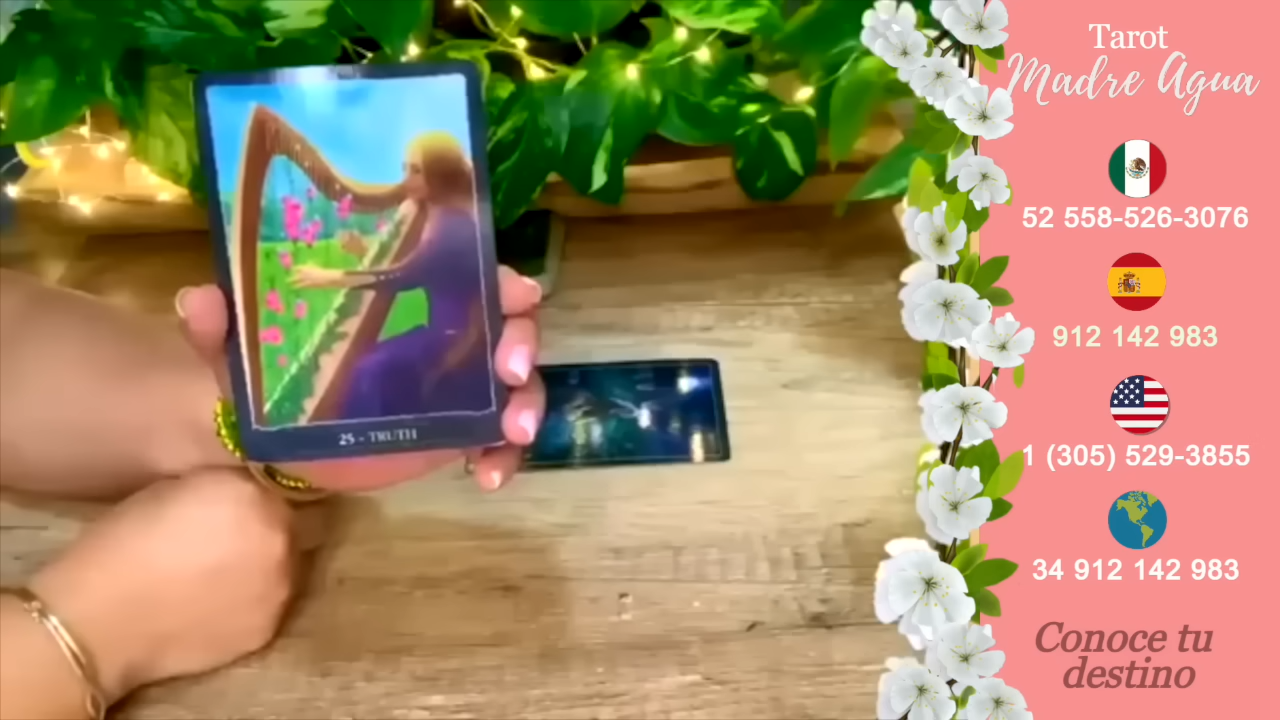 25 - TRUTH
Tarot
Madre Agua
52 558-526-3076
912 142 983
1 (305) 529-3855
34 912 142 983
Conoce tu
destino